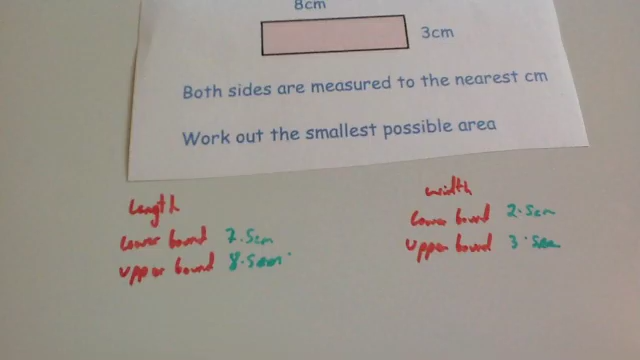 8cm
3cm
Both sides are measured to the nearest cm
Work out the smallest possible area
Length
Lower bound 7.5cm
Upper bound 8.5cm
Width
Lower bound 2.5cm
Upper bound 3.5cm